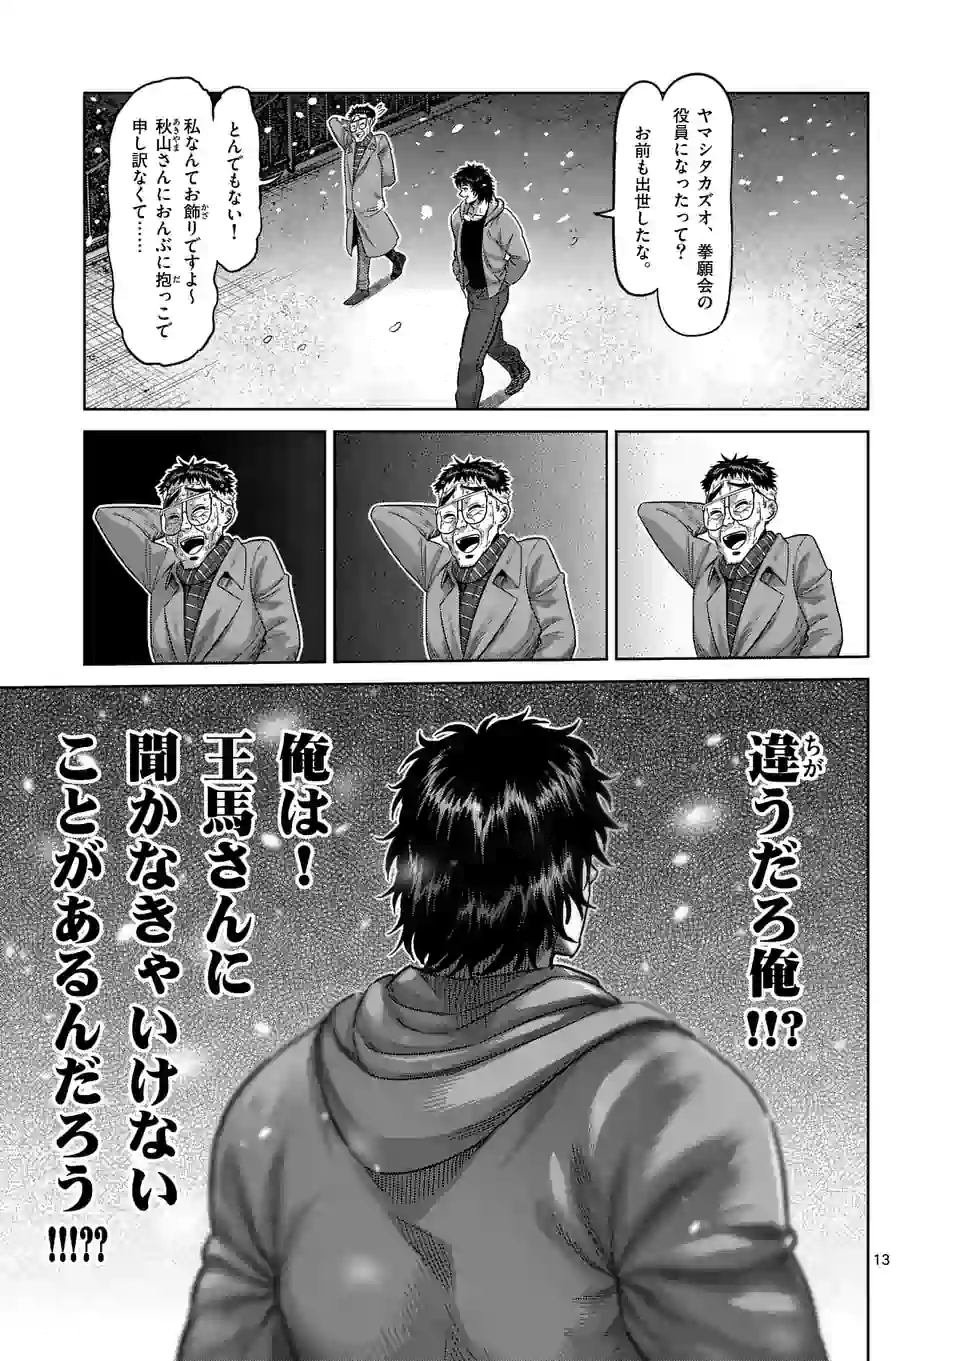 ヤマシタカズオ、拳願会の
役員になったって?
お前も出世したな。
とんでもない!
私なんてお飾りですよ~
秋山さんにおんぶに抱っこで
申し訳なくて……
違うだろ俺!!?
俺は!
王馬さんに
聞かなきゃいけない
ことがあるんだろう
!!!??
13